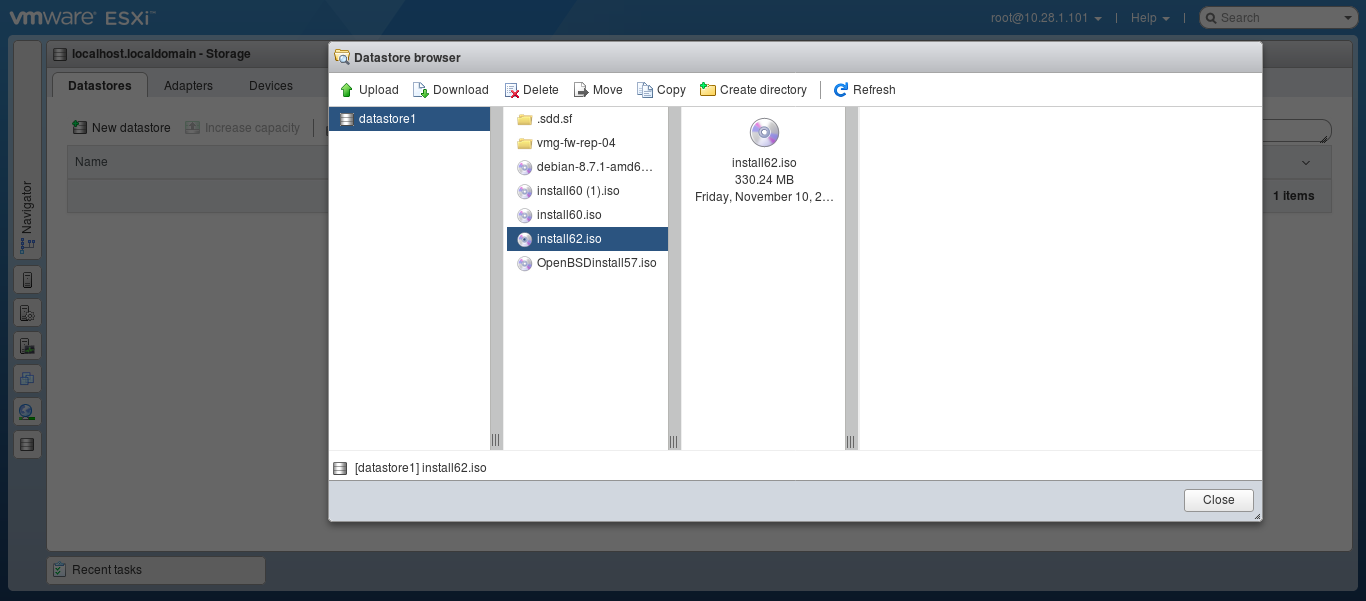 vmware ESXi™
root@10.28.1.101
Help
Search
localhost.localdomain - Storage
Datastores
Adapters
Devices
New datastore
Increase capacity
Name
1 items
Navigator
Datastore browser
Upload
Download
Delete
Move
Copy
Create directory
Refresh
datastore1
.sdd.sf
vmg-fw-rep-04
debian-8.7.1-amd6...
install60 (1).iso
install60.iso
install62.iso
OpenBSDinstall57.iso
install62.iso
330.24 MB
Friday, November 10, 2...
[datastore1] install62.iso
Close
Recent tasks